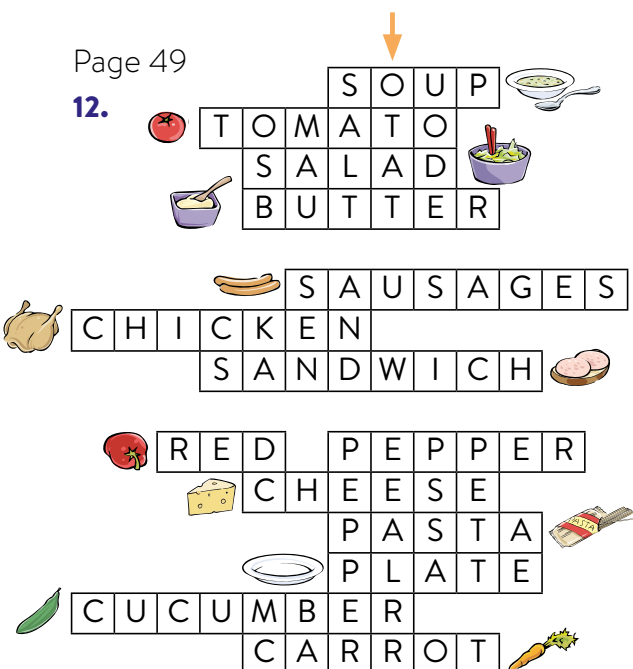 Page 49
12.
SOUP
TOMATO
SALAD
BUTTER
SAUSAGES
CHICKEN
SANDWICH
RED PEPPER
CHEESE
PASTA
PASTA
PLATE
CUCUMBER
CARROT